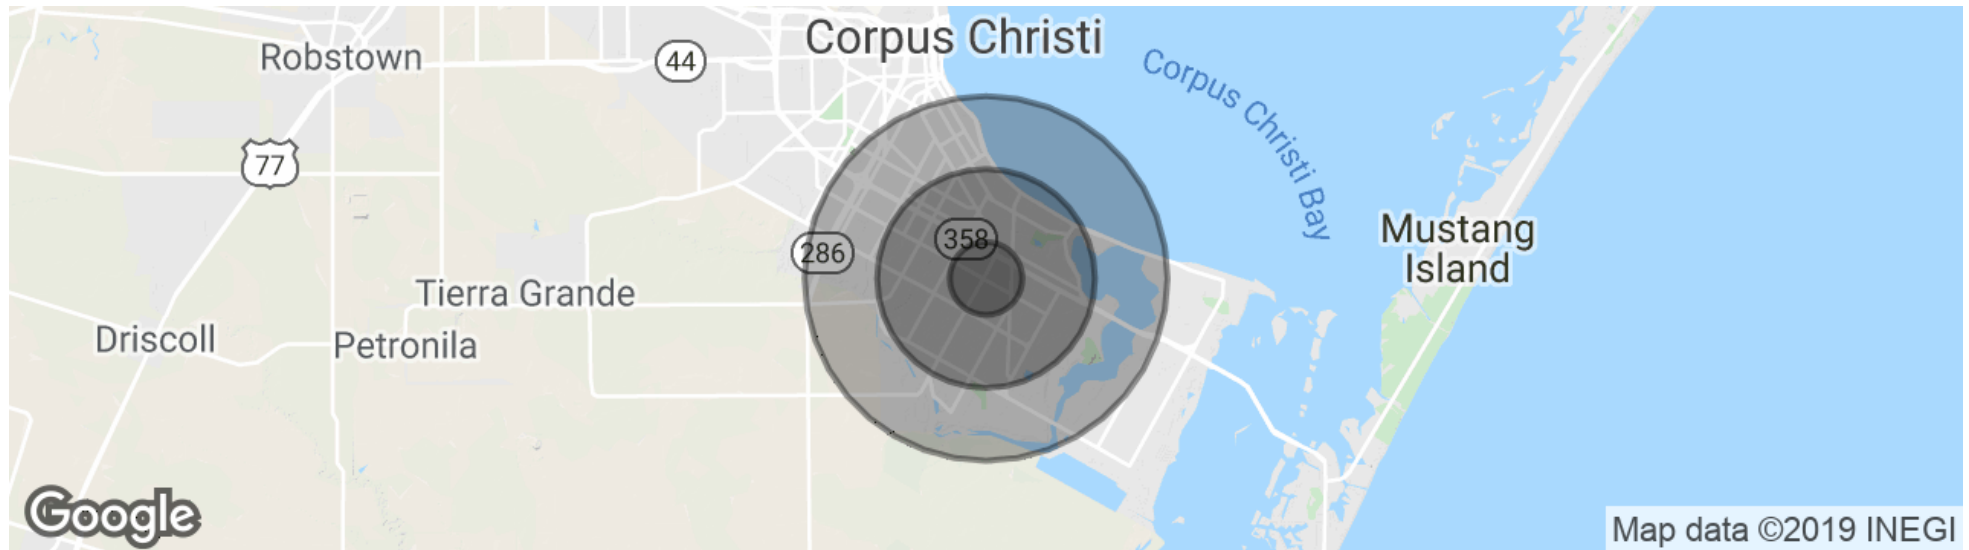 Corpus Christi
Robstown
44
Corpus Christi Bay
77
Mustang
Island
358
286
Tierra Grande
Driscoll
Petronila
Google
Map data ©2019 INEGI